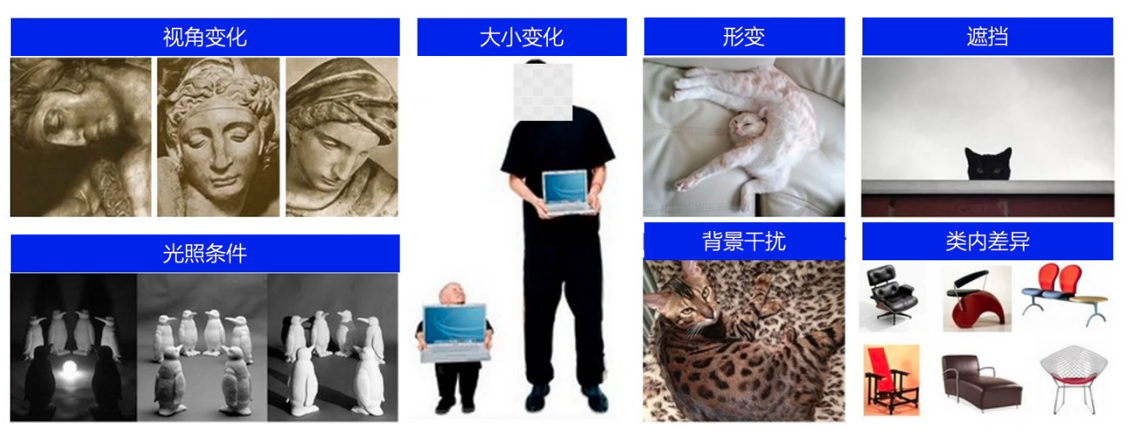 视角变化
大小变化
形变
遮挡
光照条件
背景干扰
类内差异